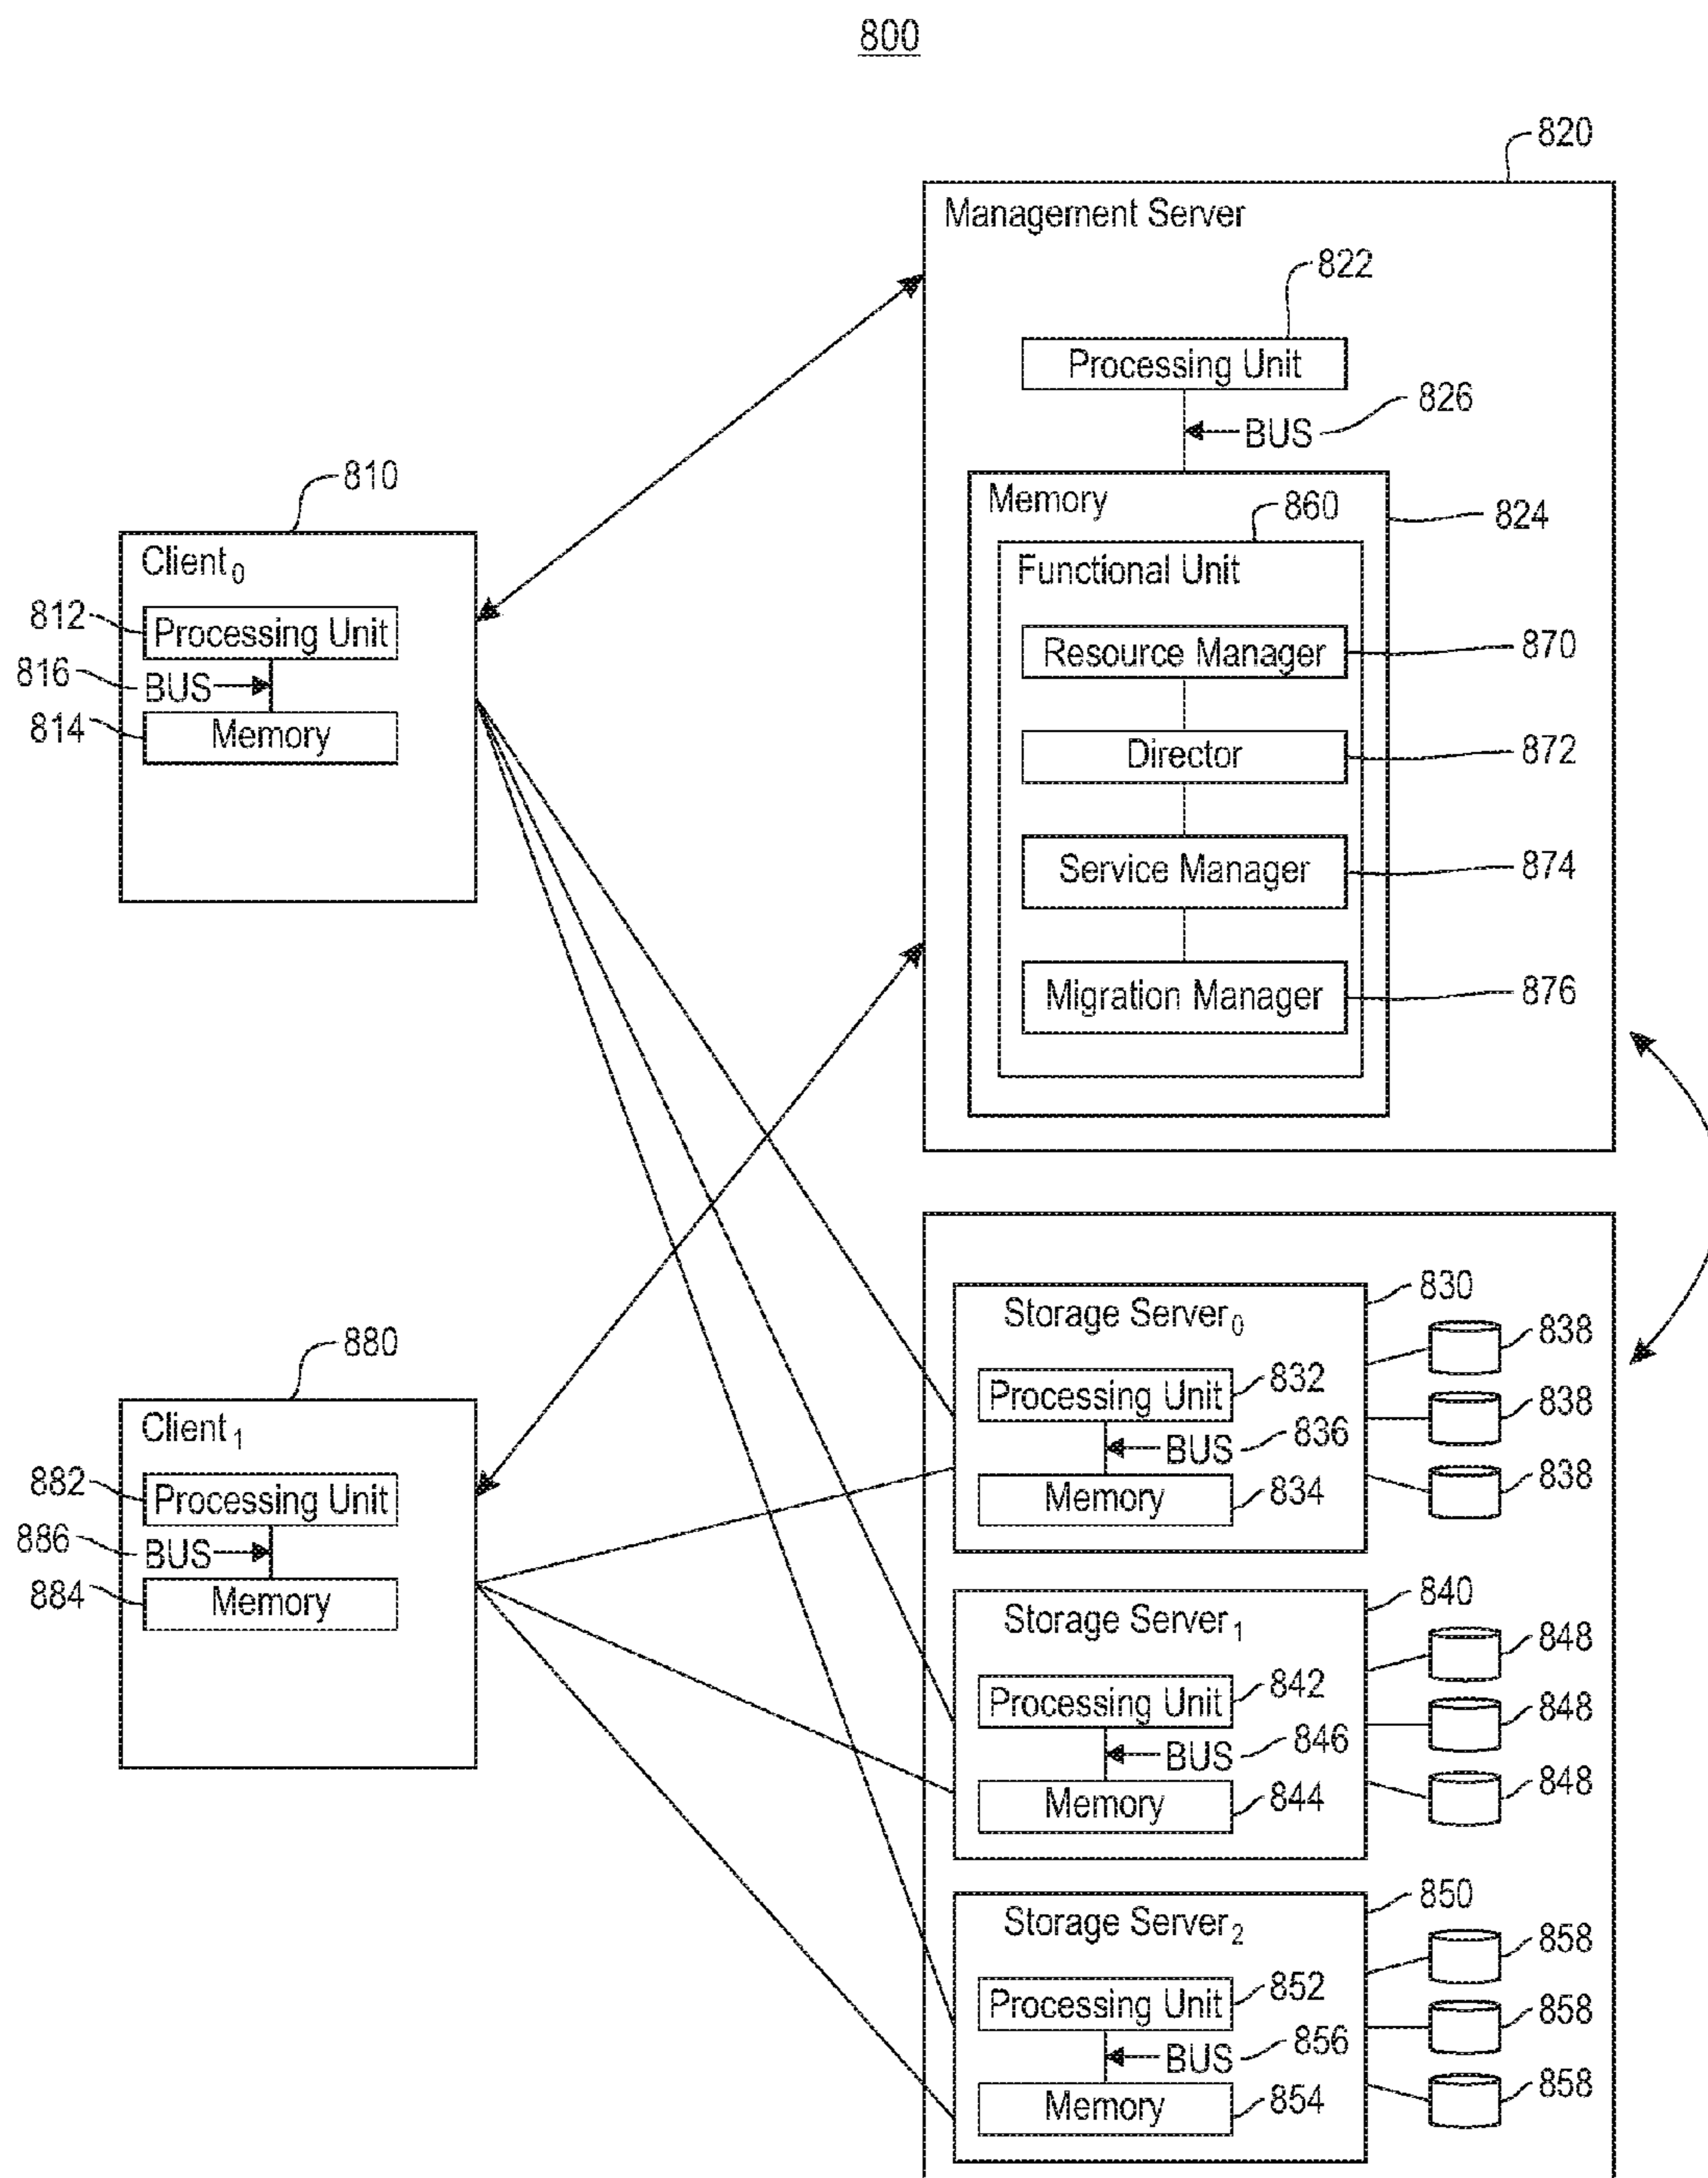 800
820
Management Server
822
Processing Unit
826
BUS
810
Memory
860
824
Client0
Functional Unit
812
Processing Unit
Resource Manager
870
816
BUS
814
Memory
Director
872
Service Manager
874
Migration Manager
876
830
Storage Server0
838
880
Processing Unit
832
838
Client1
BUS
836
882
Processing Unit
Memory
834
838
886
BUS
884
Memory
840
Storage Server1
848
Processing Unit
842
848
BUS
846
Memory
844
848
850
Storage Server2
858
Processing Unit
852
858
BUS
856
Memory
854
858